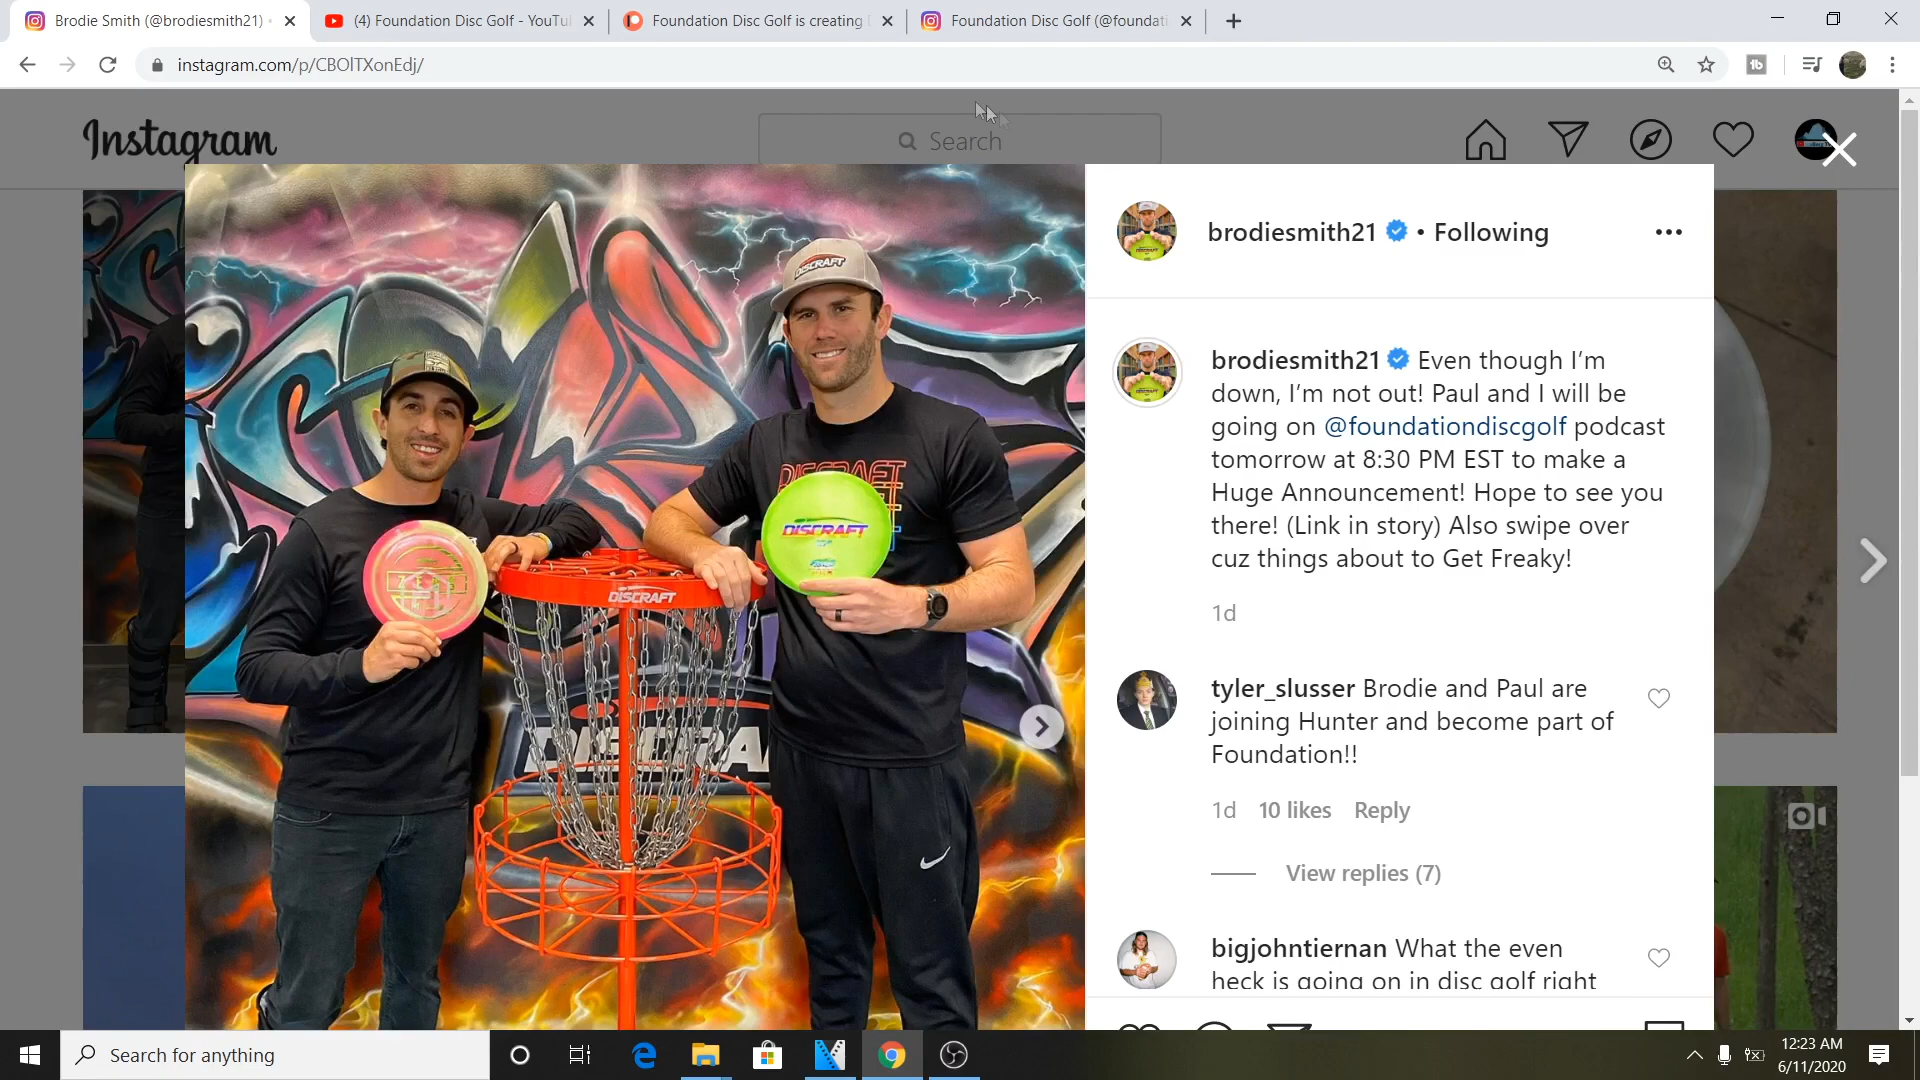 Brodie Smith (@brodiesmith21) •
(4) Foundation Disc Golf - YouTu
Foundation Disc Golf is creating
Foundation Disc Golf (@foundati
instagram.com/p/CBOlTXonEdj/
Instagram
Search
brodiesmith21 • Following
brodiesmith21 Even though I’m
down, I’m not out! Paul and I will be
going on @foundationdiscgolf podcast
tomorrow at 8:30 PM EST to make a
Huge Announcement! Hope to see you
there! (Link in story) Also swipe over
cuz things about to Get Freaky!
1d
tyler_slusser Brodie and Paul are
joining Hunter and become part of
Foundation!!
1d 10 likes Reply
View replies (7)
bigjohntiernan What the even
heck is going on in disc golf right
DISCRAFT
DISCRAFT
DISCRAFT
DISCRAFT
DISCRA
Search for anything
12:23 AM
6/11/2020